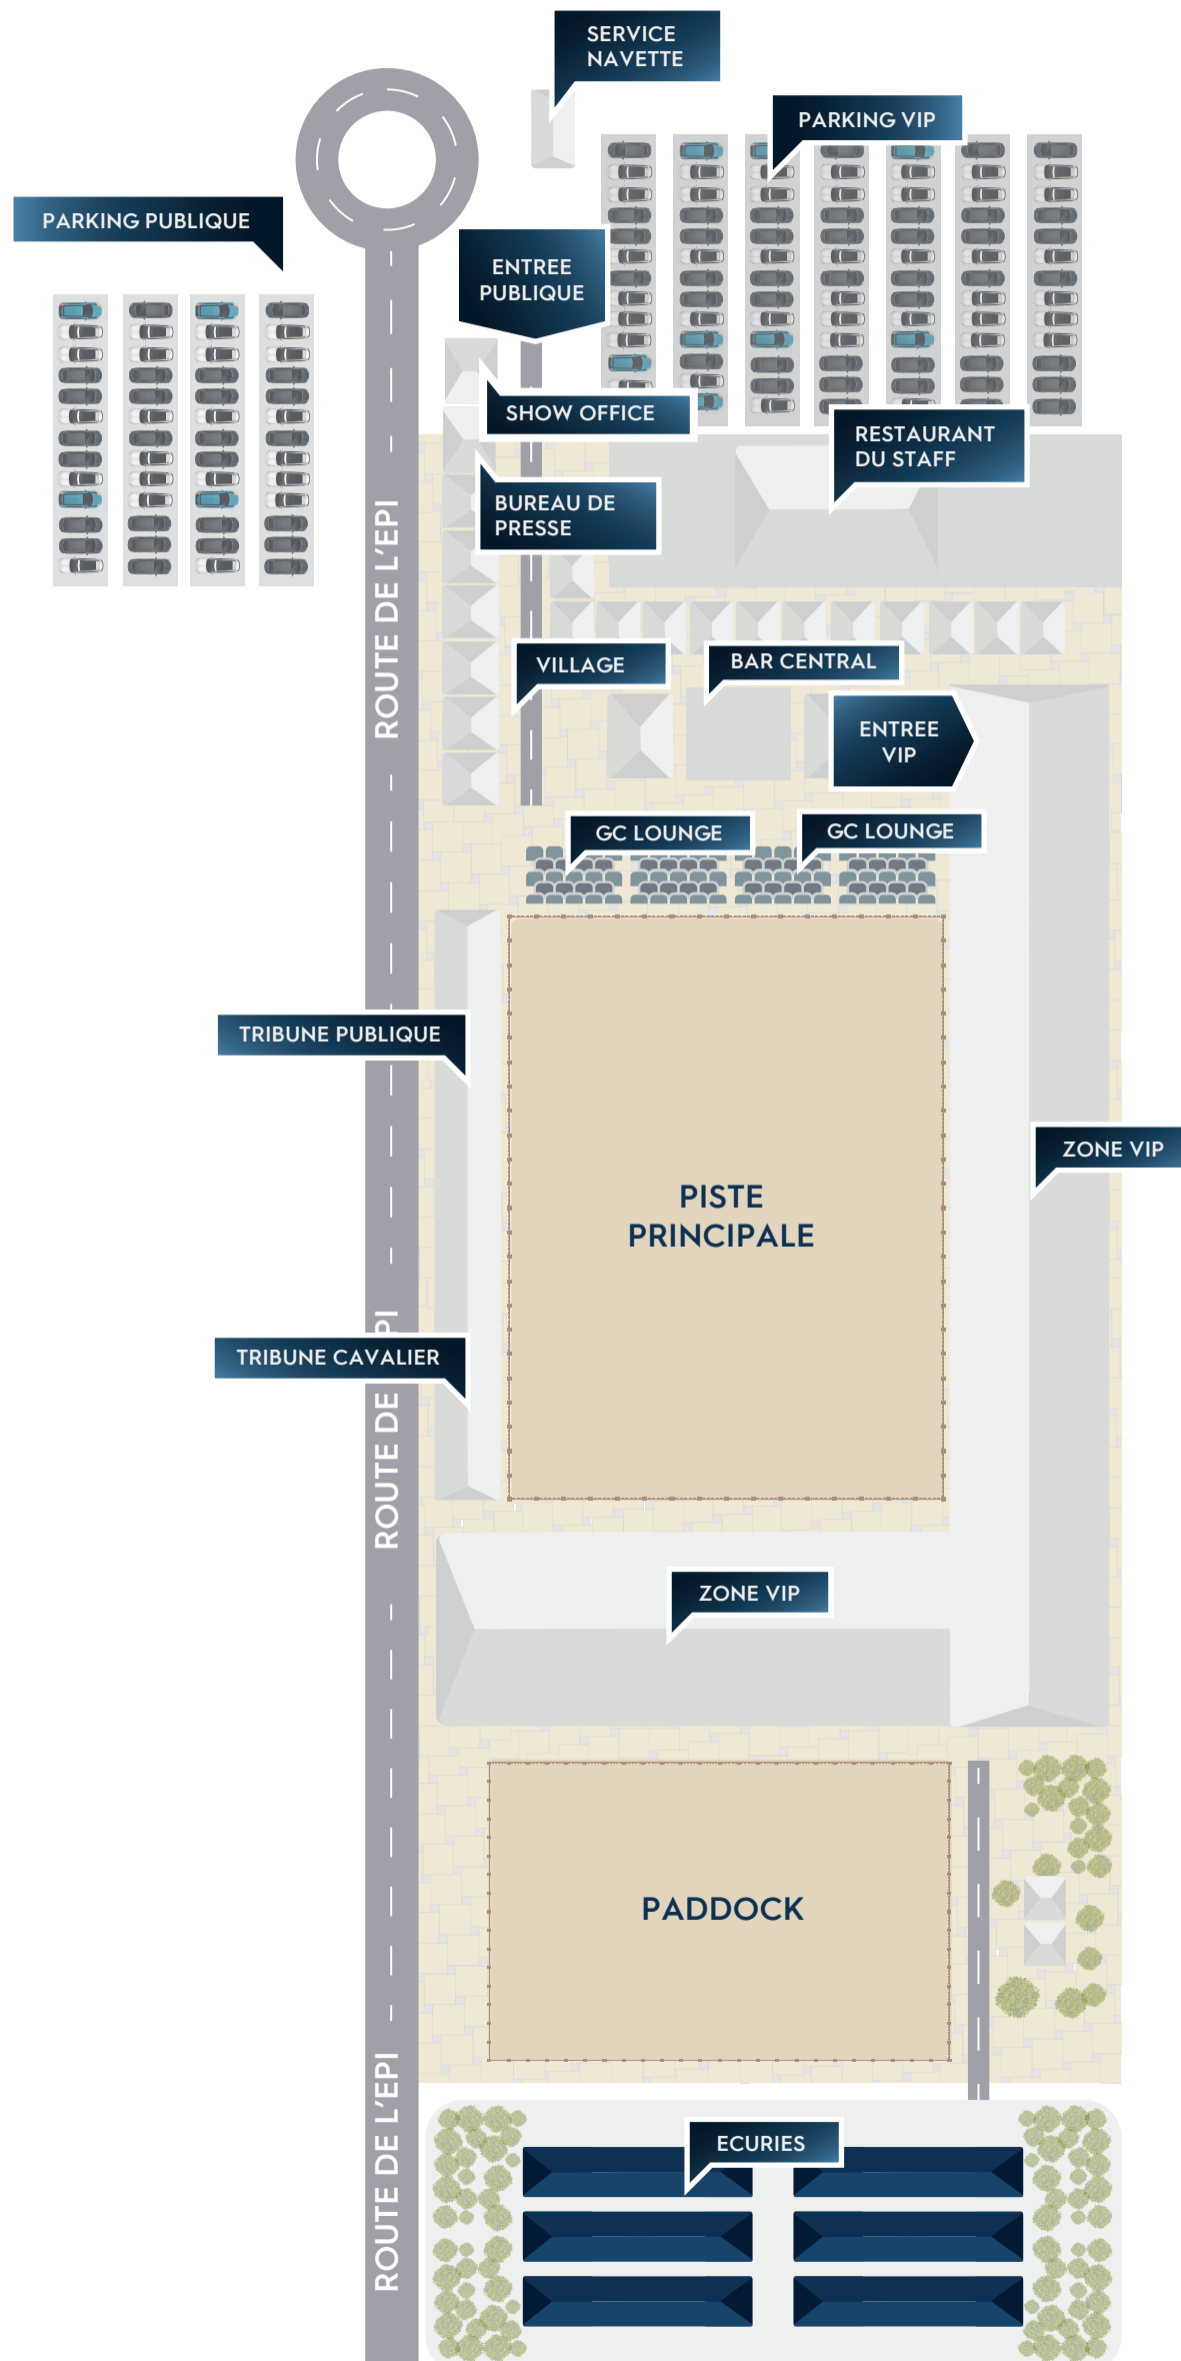 SERVICE
NAVETTE
PARKING VIP
PARKING PUBLIQUE
ENTREE
PUBLIQUE
SHOW OFFICE
RESTAURANT
DU STAFF
BUREAU DE
PRESSE
ROUTE DE L'EPI
VILLAGE
BAR CENTRAL
ENTREE
VIP
GC LOUNGE
GC LOUNGE
TRIBUNE PUBLIQUE
ZONE VIP
PISTE
PRINCIPALE
TRIBUNE CAVALIER
ROUTE DE PI
ZONE VIP
PADDOCK
ROUTE DE L'EPI
ECURIES